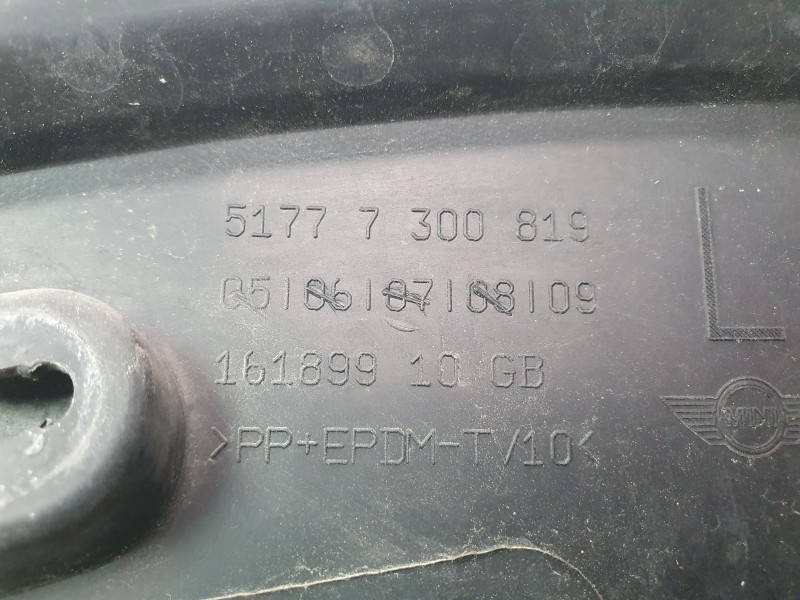 5177 7 300 819
05|06|07|08|09
161899 10 GB
>PP+EPDM-T/10<
L
MINI